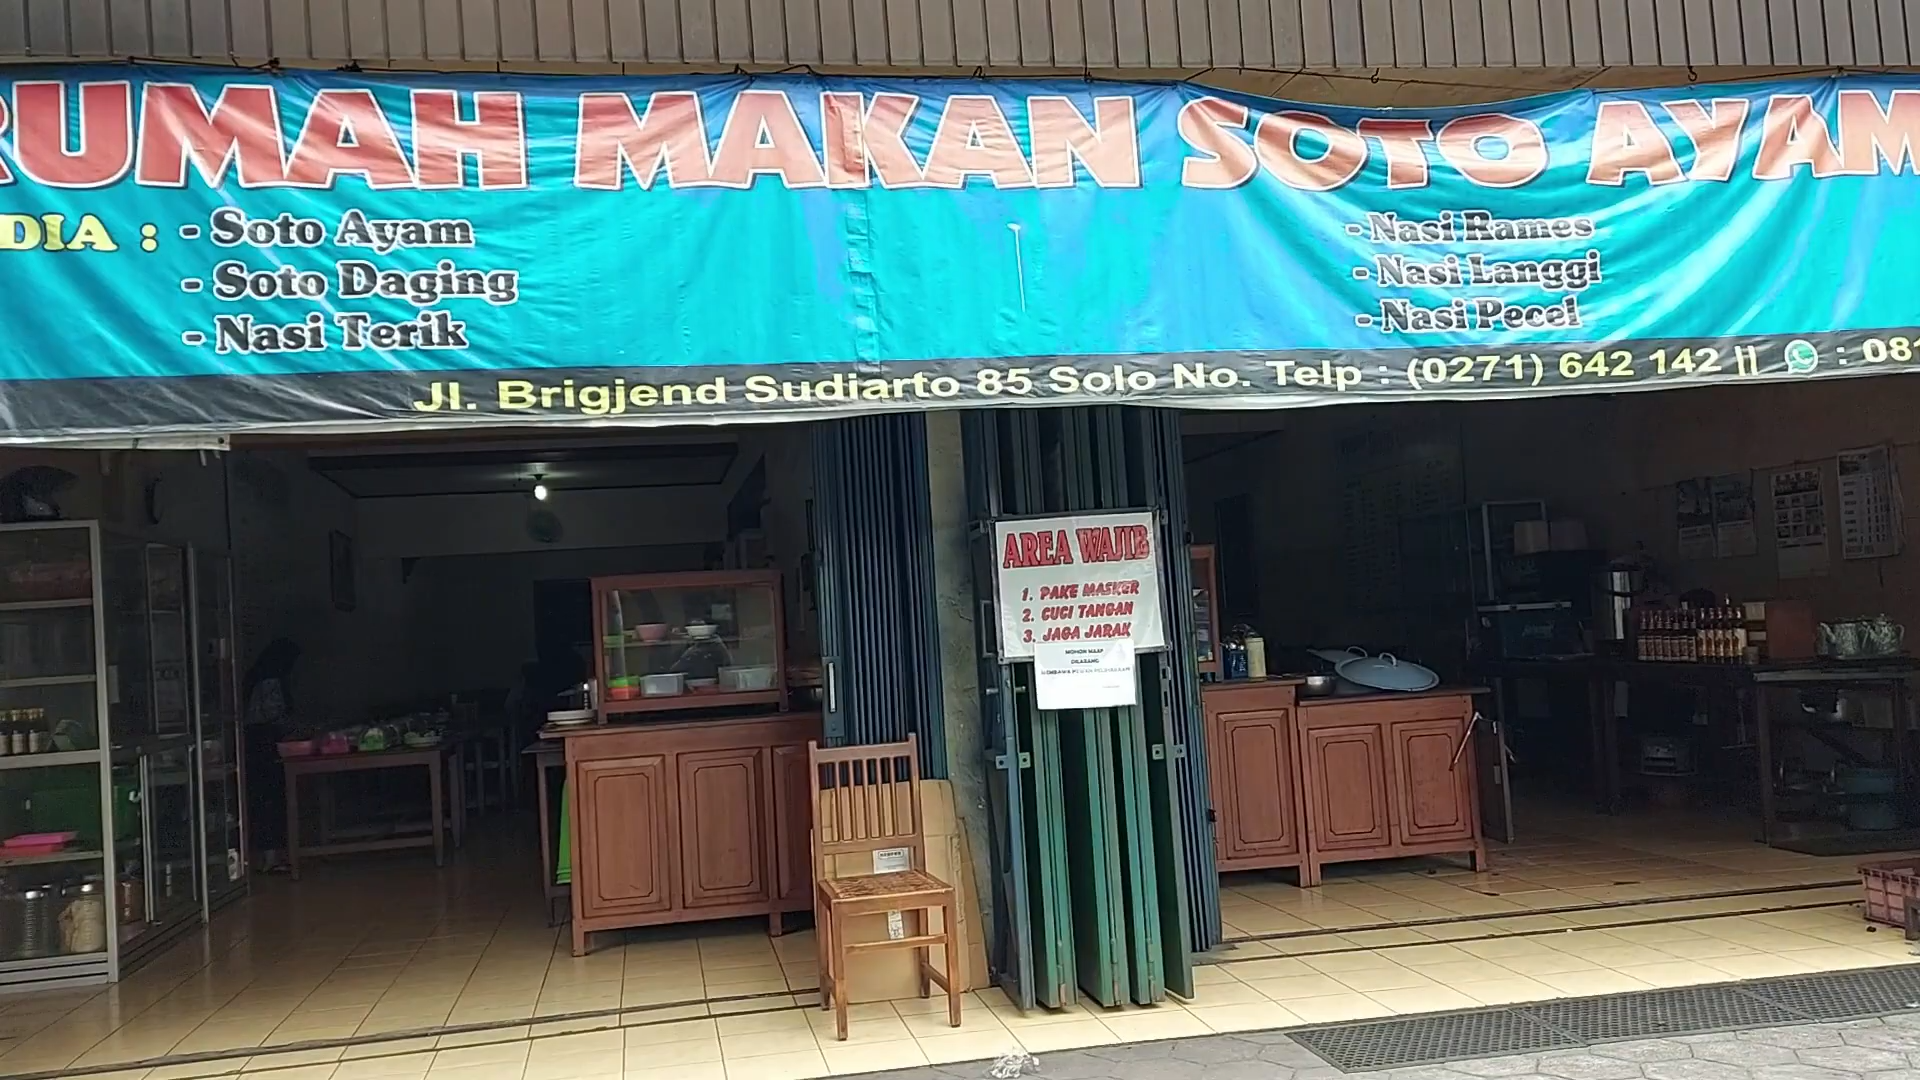 RUMAH MAKAN SOTO AYAM
DIA :
- Soto Ayam
- Soto Daging
- Nasi Terik
- Nasi Rames
- Nasi Langgi
- Nasi Pecel
Jl. Brigjend Sudiarto 85 Solo No. Telp : (0271) 642 142 || : 081
AREA WAJIB
1. PAKE MASKER
2. CUCI TANGAN
3. JAGA JARAK
MOHON MAAF
DILARANG